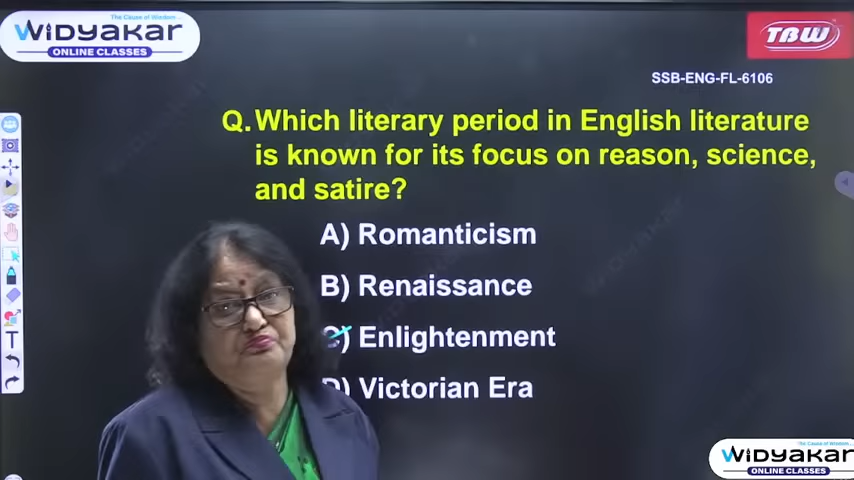 The Cause of Wisdom...
WIDYAKAR
ONLINE CLASSES
TBW
SSB-ENG-FL-6106
Q. Which literary period in English literature
is known for its focus on reason, science,
and satire?
A) Romanticism
B) Renaissance
C) Enlightenment
D) Victorian Era
T
The Cause of Wisdom...
WIDYAKAR
ONLINE CLASSES